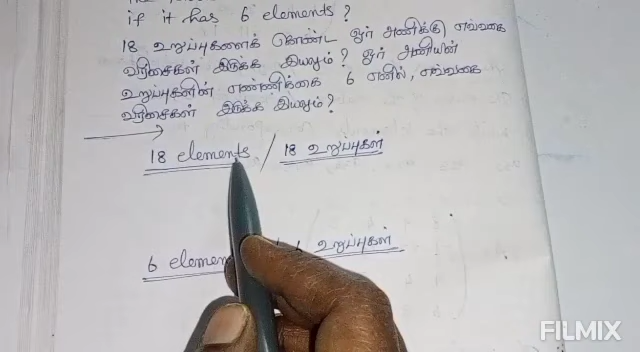 if it has 6 elements?
18 உறுப்புகளைக் கொண்ட ஓர் அணிக்கு எவ்வகை
வரிசைகள் இருக்க இயலும்? ஓர் அணியின்
உறுப்புகளின் எண்ணிக்கை 6 எனில், எவ்வகை
வரிசைகள் இருக்க இயலும்?
18 elements / 18 உறுப்புகள்
6 உறுப்புகள்
FILMIX